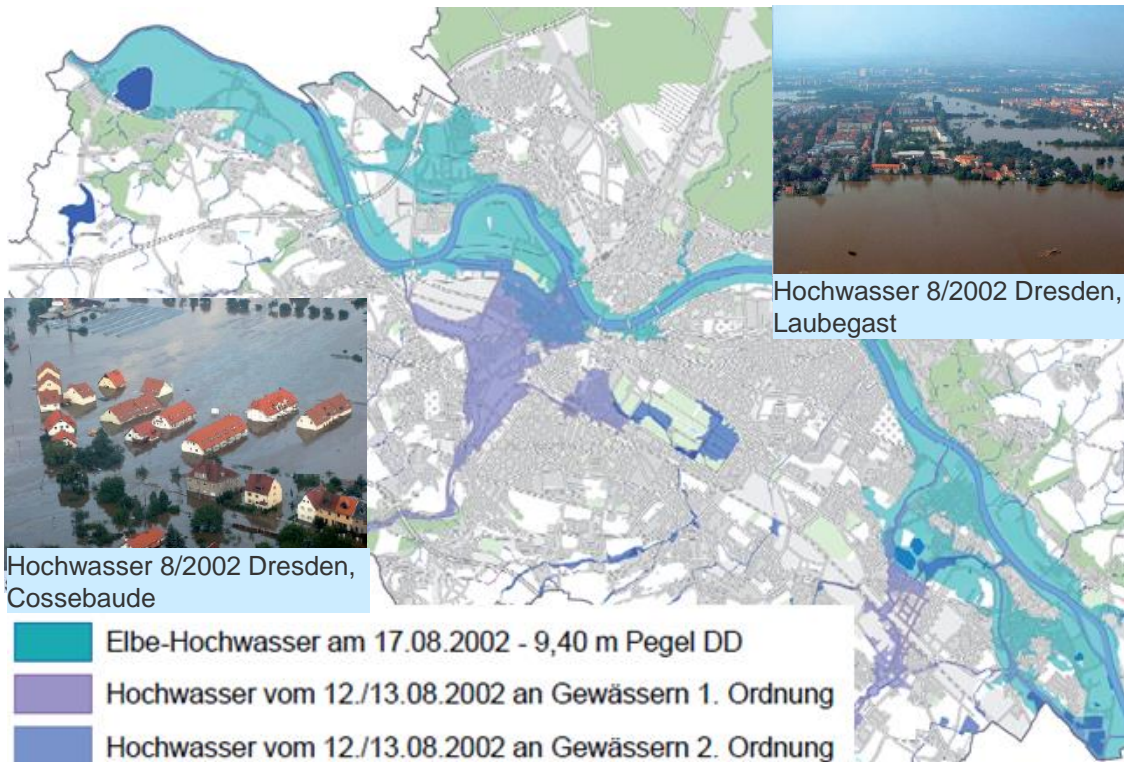 Hochwasser 8/2002 Dresden,
Laubegast
Hochwasser 8/2002 Dresden,
Cossebaude
Elbe-Hochwasser am 17.08.2002 - 9,40 m Pegel DD
Hochwasser vom 12./13.08.2002 an Gewässern 1. Ordnung
Hochwasser vom 12./13.08.2002 an Gewässern 2. Ordnung